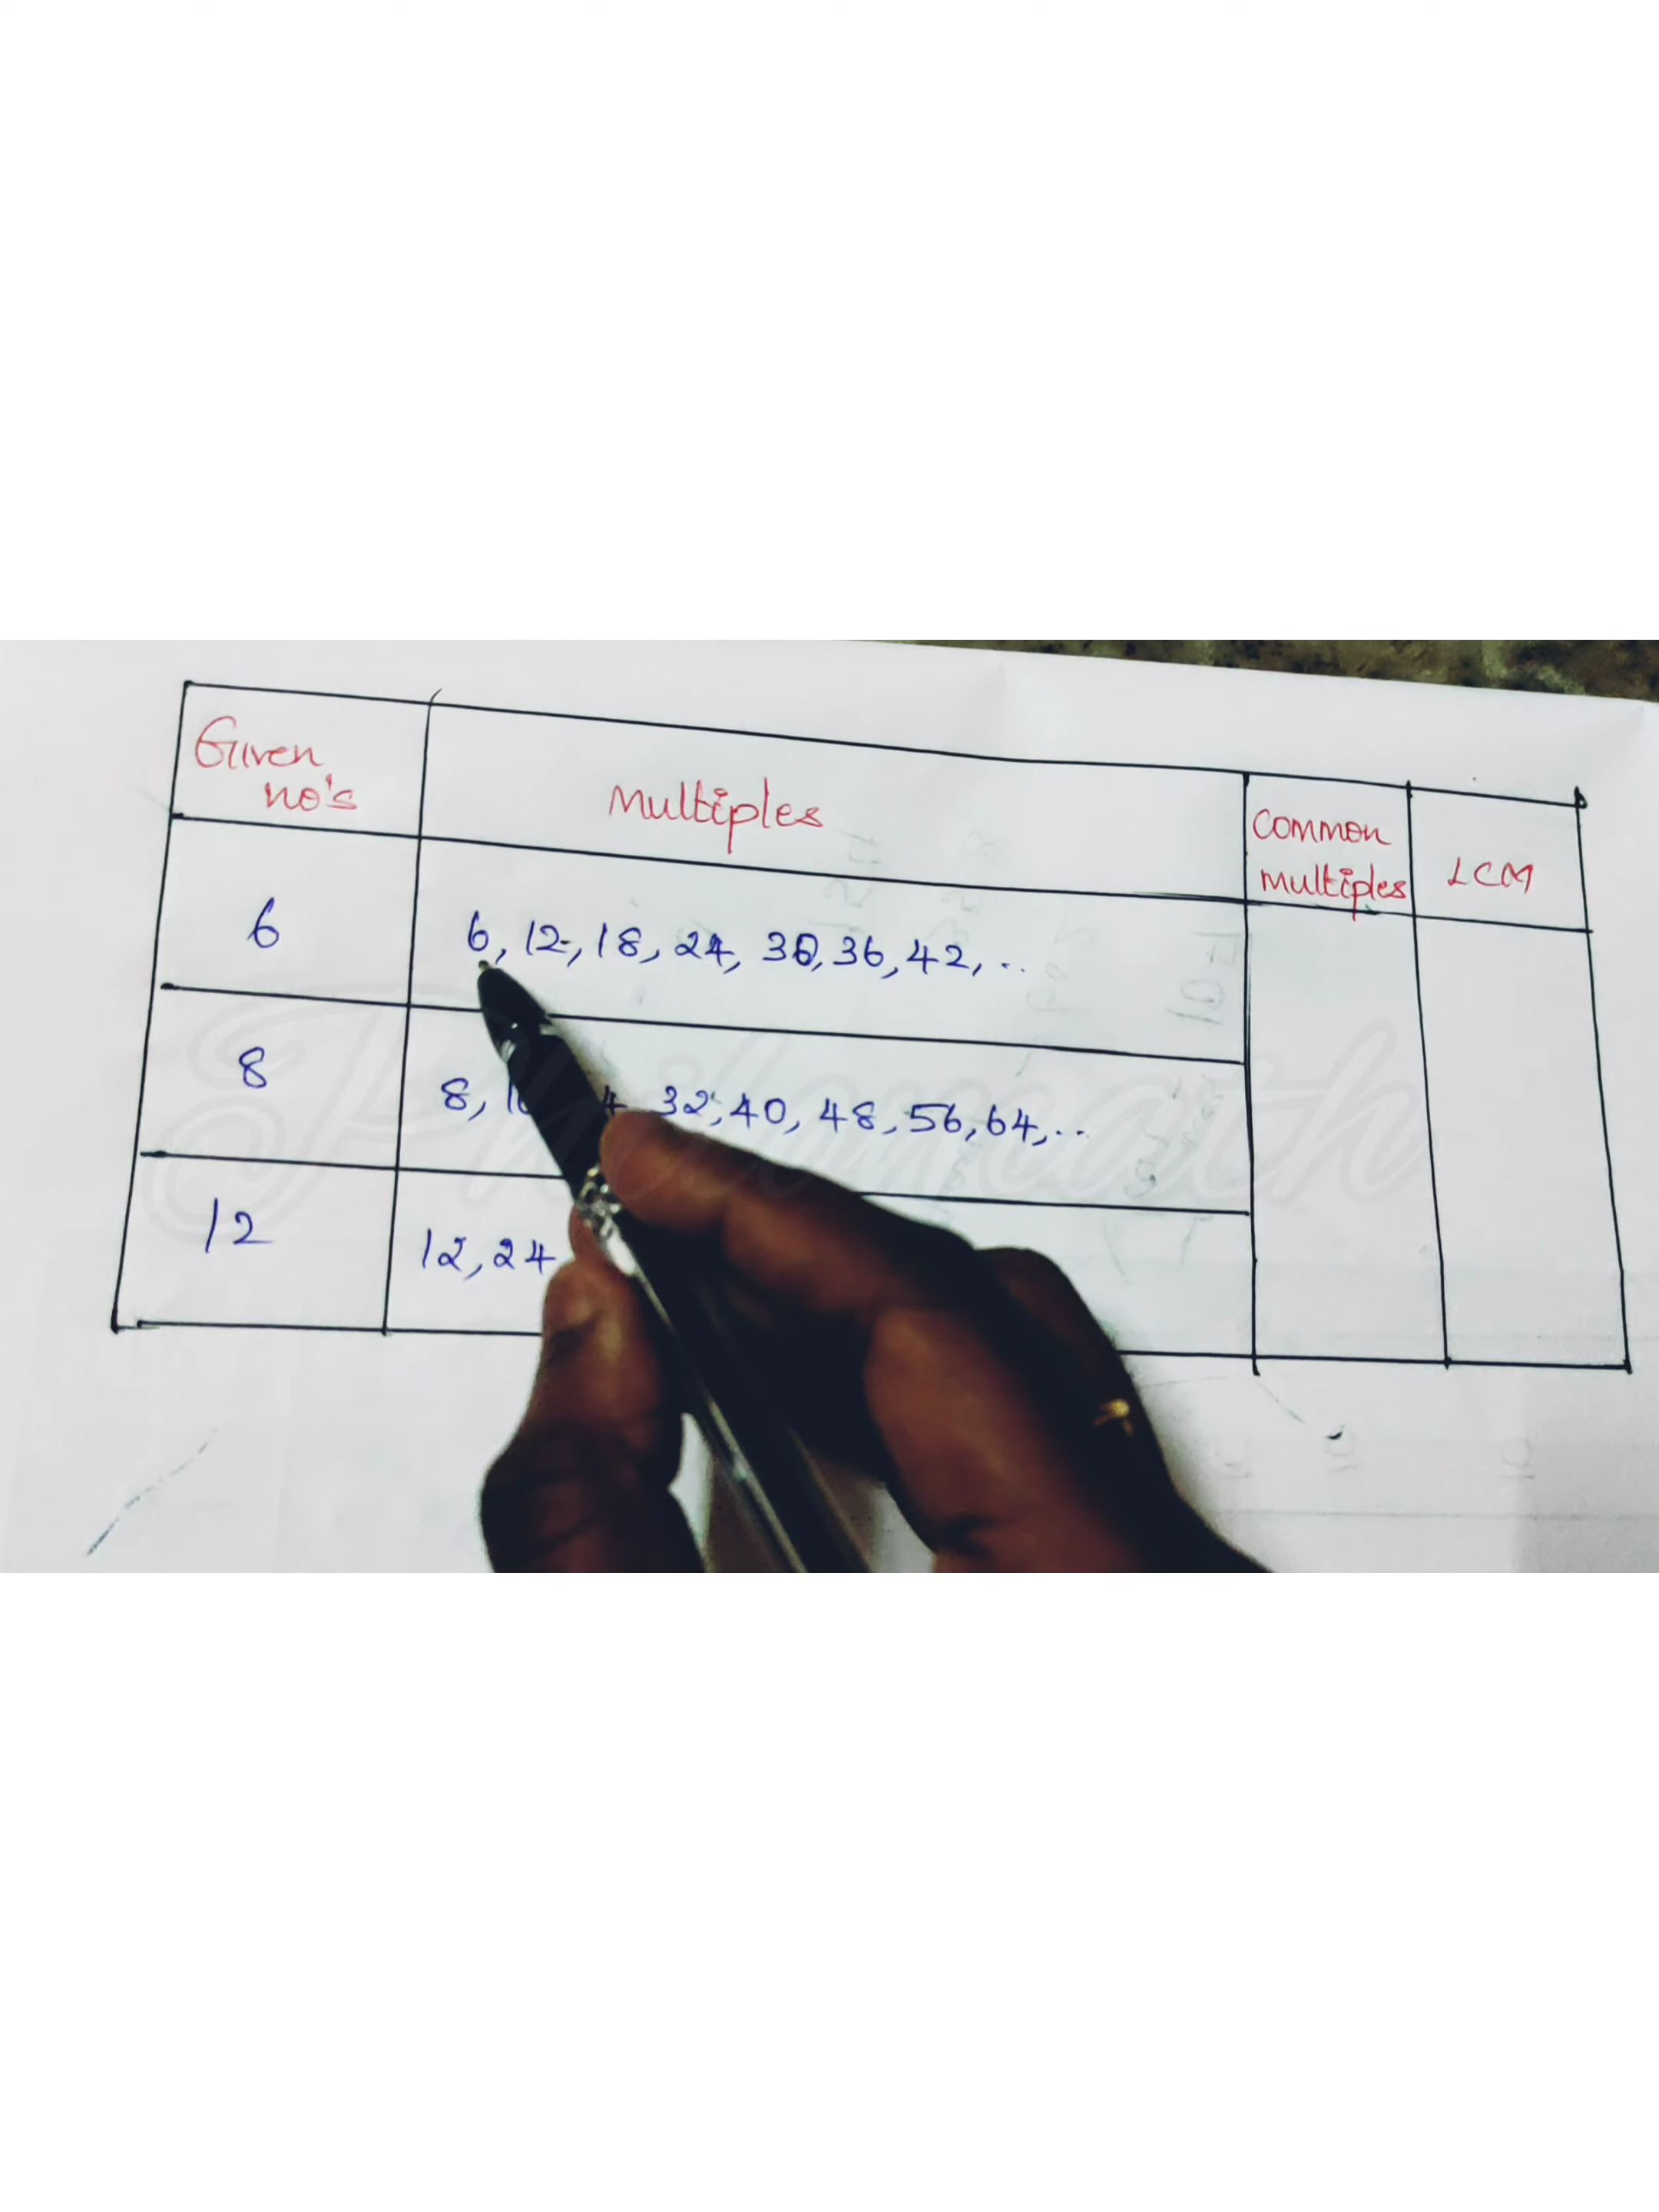 Given
no's
Multiples
Common
multiples
LCM
6
6, 12, 18, 24, 30, 36, 42, ..
8
8, 32, 40, 48, 56, 64, ..
12
12, 24
Philomath